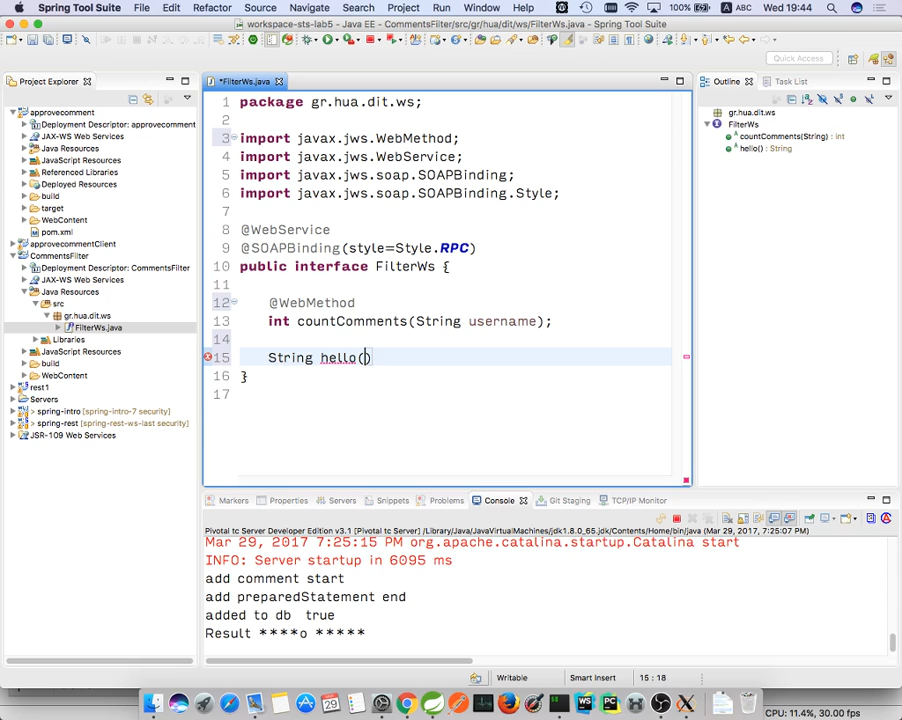 Spring Tool Suite File Edit Refactor Source Navigate Search Project Run Window Help 100% ABC Wed 19:44
workspace-sts-lab5 - Java EE - CommentsFilter/src/gr/hua/dit/ws/FilterWs.java - Spring Tool Suite
Quick Access
Project Explorer
approvecomment
Deployment Descriptor: approvecomment
JAX-WS Web Services
Java Resources
JavaScript Resources
Referenced Libraries
Deployed Resources
build
target
WebContent
pom.xml
approvecommentClient
CommentsFilter
Deployment Descriptor: CommentsFilter
JAX-WS Web Services
Java Resources
src
gr.hua.dit.ws
FilterWs.java
Libraries
JavaScript Resources
build
WebContent
rest1
Servers
spring-intro [spring-intro-7 security]
spring-rest [spring-rest-ws-last security]
JSR-109 Web Services
*FilterWs.java
1 package gr.hua.dit.ws;
2
3 import javax.jws.WebMethod;
4 import javax.jws.WebService;
5 import javax.jws.soap.SOAPBinding;
6 import javax.jws.soap.SOAPBinding.Style;
7
8 @WebService
9 @SOAPBinding(style=Style.RPC)
10 public interface FilterWs {
11
12 @WebMethod
13 int countComments(String username);
14
15 String hello()
16 }
17
Outline Task List
gr.hua.dit.ws
FilterWs
countComments(String) : int
hello() : String
Markers Properties Servers Snippets Problems Console Git Staging TCP/IP Monitor
Pivotal tc Server Developer Edition v3.1 [Pivotal tc Server] /Library/Java/JavaVirtualMachines/jdk1.8.0_65.jdk/Contents/Home/bin/java (Mar 29, 2017, 7:25:07 PM)
Mar 29, 2017 7:25:15 PM org.apache.catalina.startup.Catalina start
INFO: Server startup in 6095 ms
add comment start
add preparedStatement end
added to db true
Result ****o *****
Writable Smart Insert 15 : 18
CPU: 11.4%, 30.00 fps